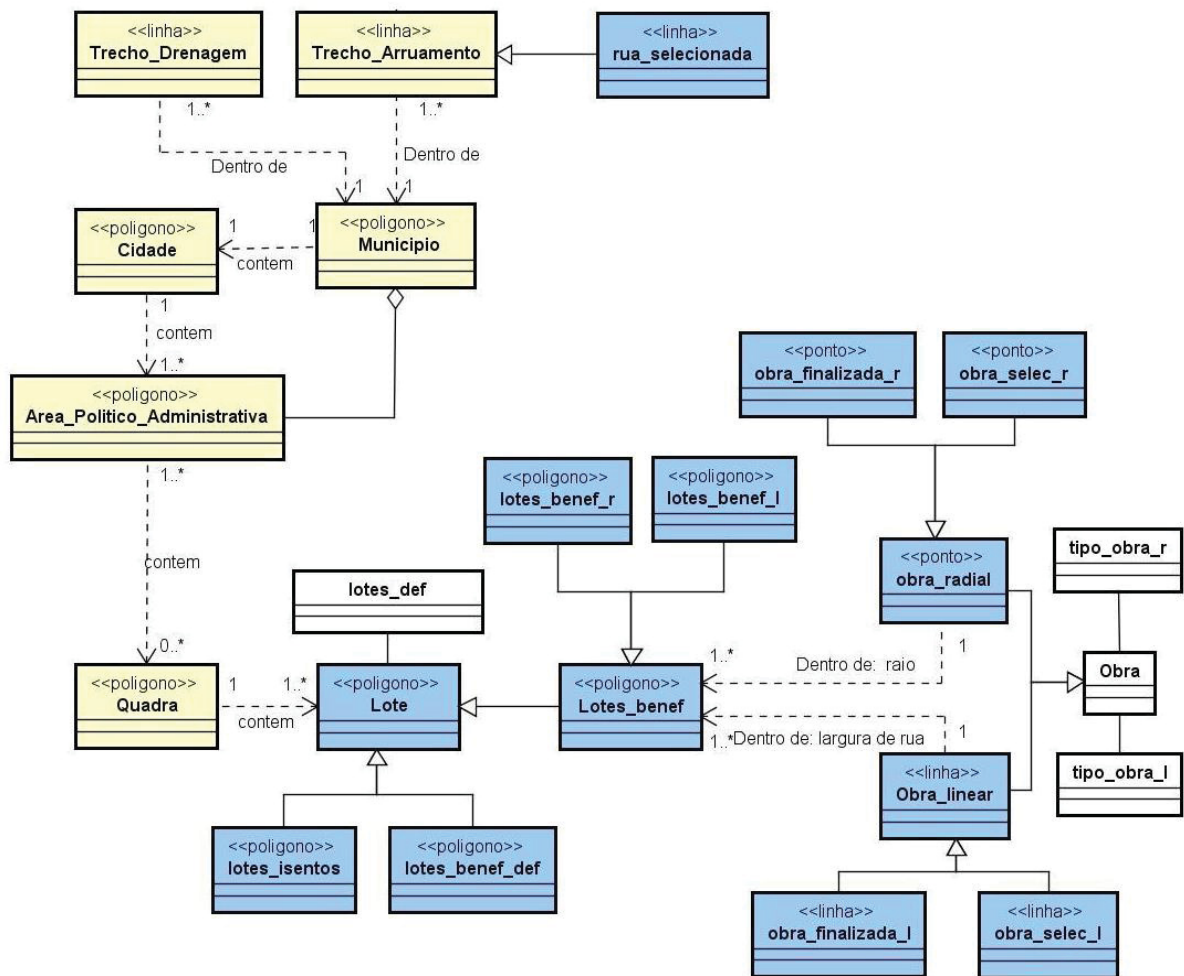 <<linha>>
Trecho_Drenagem
<<linha>>
Trecho_Arruamento
<<linha>>
rua_selecionada
1..*
1..*
Dentro de
Dentro de
1
1
<<poligono>>
Cidade
1
1
contem
<<poligono>>
Municipio
1
contem
1..*
<<poligono>>
Area_Politico_Administrativa
<<ponto>>
obra_finalizada_r
<<ponto>>
obra_selec_r
1..*
<<poligono>>
lotes_benef_r
<<poligono>>
lotes_benef_l
contem
<<ponto>>
obra_radial
tipo_obra_r
lotes_def
0..*
1..*
Dentro de: raio
1
Obra
<<poligono>>
Quadra
1
1..*
contem
<<poligono>>
Lote
<<poligono>>
Lotes_benef
1..*
Dentro de: largura de rua
1
<<linha>>
Obra_linear
tipo_obra_l
<<poligono>>
lotes_isentos
<<poligono>>
lotes_benef_def
<<linha>>
obra_finalizada_l
<<linha>>
obra_selec_l